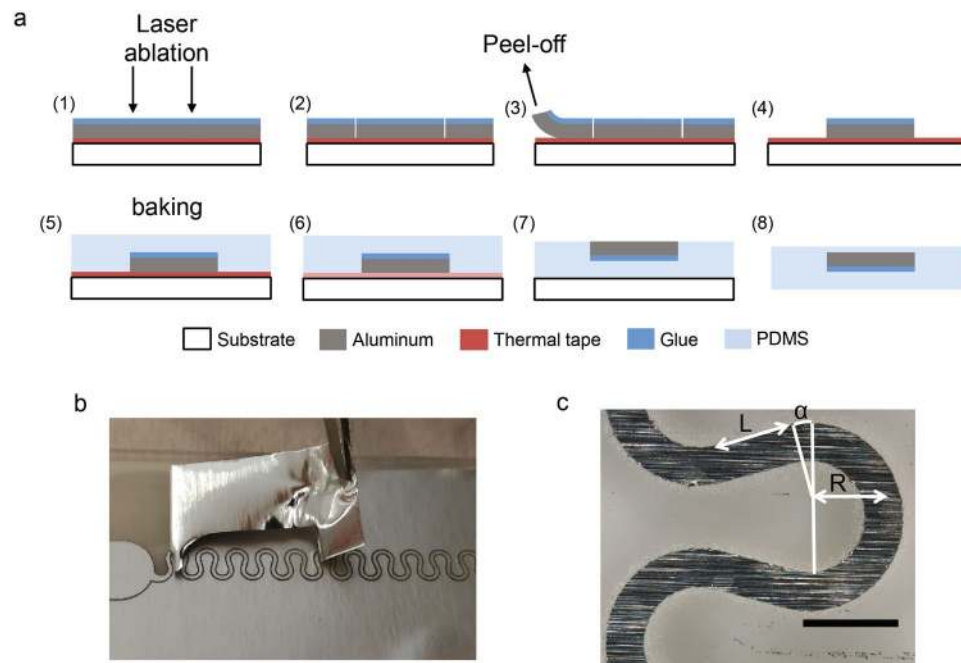 a
Laser
ablation
Peel-off
(1)
(2)
(3)
(4)
baking
(5)
(6)
(7)
(8)
Substrate
Aluminum
Thermal tape
Glue
PDMS
b
c
L
α
R